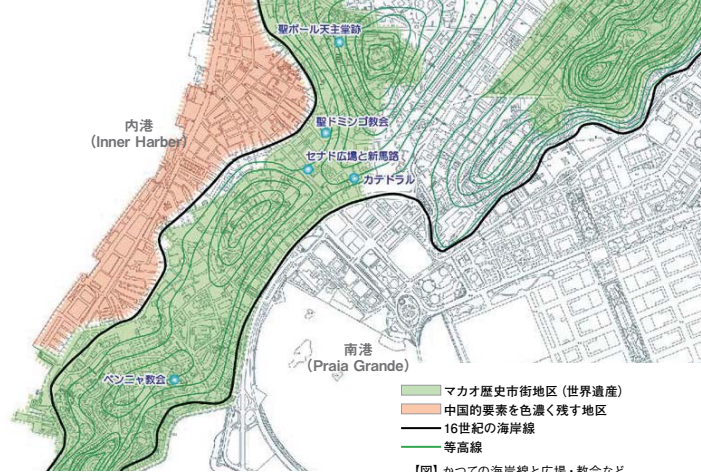 聖ポール天主堂跡
内港
(Inner Harber)
聖ドミンゴ教会
セナド広場と新馬路
カテドラル
南港
(Praia Grande)
ペンニャ教会
マカオ歴史市街地区 (世界遺産)
中国的要素を色濃く残す地区
16世紀の海岸線
等高線
【図】かつての海岸線と広場・教会など